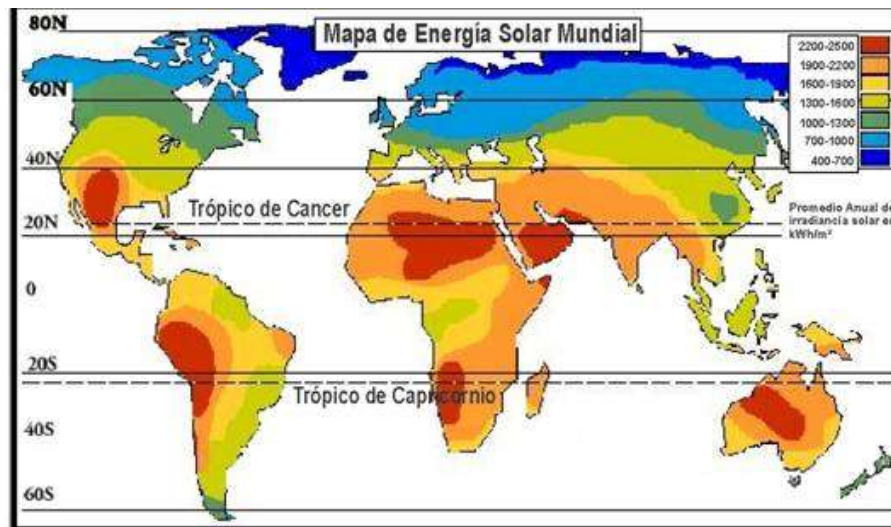 Mapa de Energía Solar Mundial
80N
60N
40N
20N
0
20S
40S
60S
Trópico de Cancer
Trópico de Capricornio
2200-2500
1900-2200
1600-1900
1300-1600
1000-1300
700-1000
400-700
Promedio Anual de
irradiancia solar en
kWh/m²